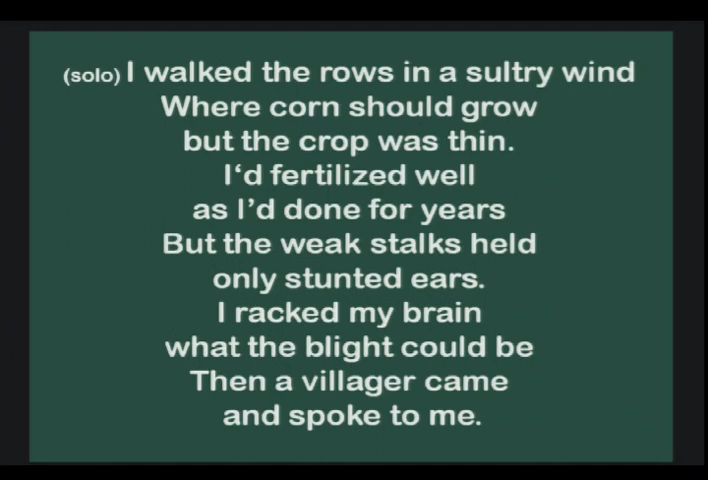 (solo) I walked the rows in a sultry wind
Where corn should grow
but the crop was thin.
I‘d fertilized well
as I’d done for years
But the weak stalks held
only stunted ears.
I racked my brain
what the blight could be
Then a villager came
and spoke to me.